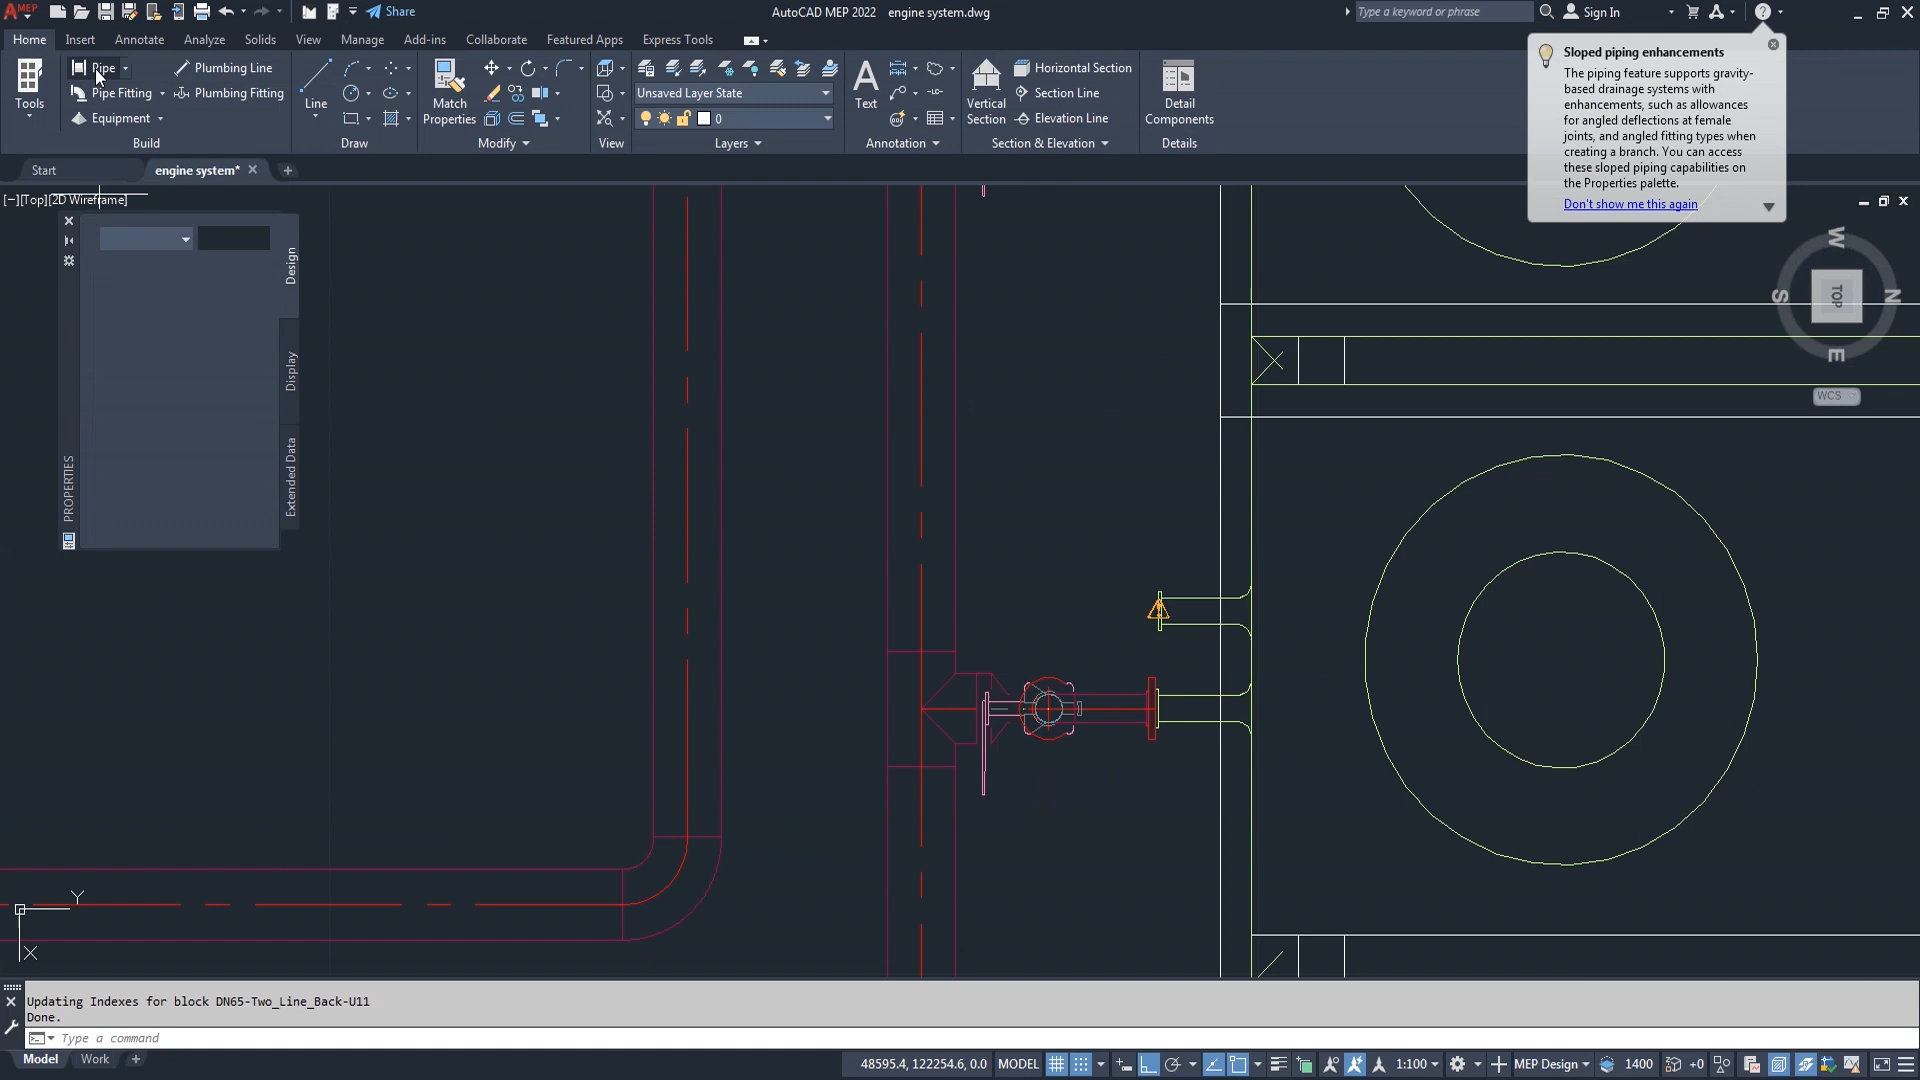 MEP
Share
AutoCAD MEP 2022 engine system.dwg
Type a keyword or phrase
Sign In
Home Insert Annotate Analyze Solids View Manage Add-ins Collaborate Featured Apps Express Tools
Tools
Pipe
Pipe Fitting
Equipment
Plumbing Line
Plumbing Fitting
Build
Line
Draw
Match
Properties
Modify
View
Unsaved Layer State
0
Layers
Text
Annotation
Vertical
Section
Horizontal Section
Section Line
Elevation Line
Section & Elevation
Detail
Components
Details
Sloped piping enhancements
The piping feature supports gravity-
based drainage systems with
enhancements, such as allowances
for angled deflections at female
joints, and angled fitting types when
creating a branch. You can access
these sloped piping capabilities on
the Properties palette.
Don't show me this again
Start
engine system*
[−][Top][2D Wireframe]
Design
Display
Extended Data
PROPERTIES
W
S
TOP
N
E
WCS
Y
X
Updating Indexes for block DN65-Two_Line_Back-U11
Done.
Type a command
Model
Work
48595.4, 122254.6, 0.0 MODEL
1:100
MEP Design
1400
+0